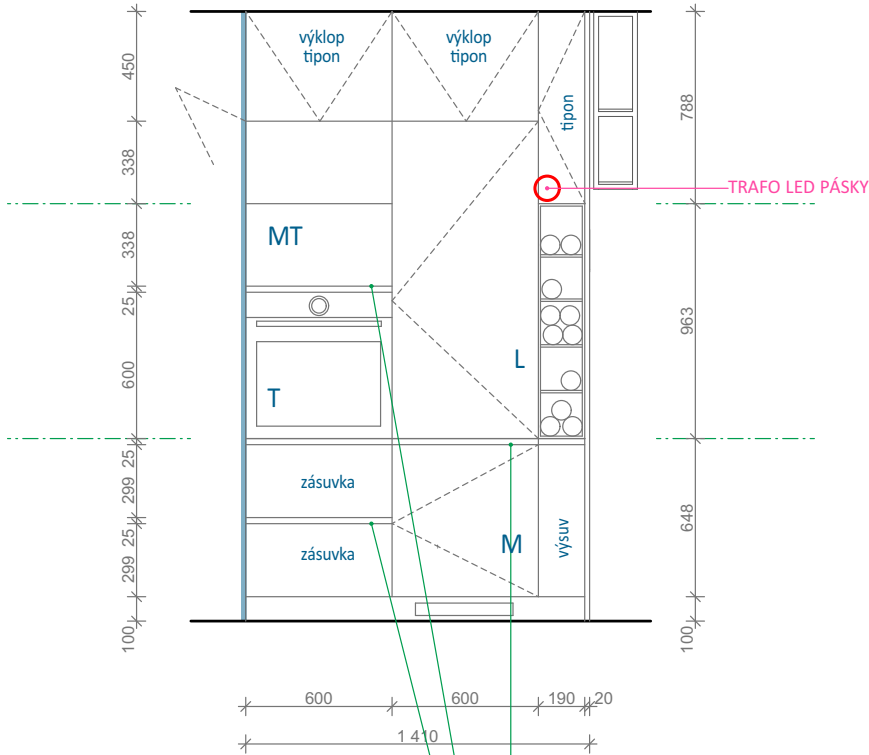 výklop
tipon
výklop
tipon
tipon
TRAFO LED PÁSKY
MT
T
L
M
zásuvka
zásuvka
výsuv
450
338
338
25
600
25
299
25
299
100
788
963
648
100
600
600
190
20
1 410